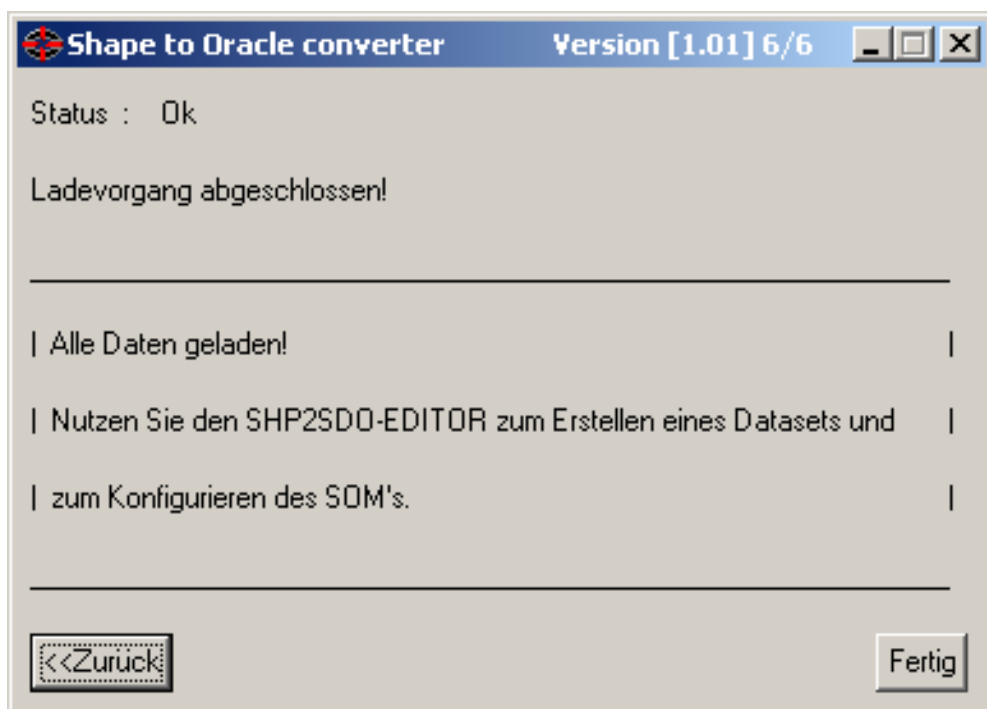 Shape to Oracle converter Version [1.01] 6/6
Status : Ok
Ladevorgang abgeschlossen!
| Alle Daten geladen! |
| Nutzen Sie den SHP2SDO-EDITOR zum Erstellen eines Datasets und |
| zum Konfigurieren des SOM's. |
<<Zurück Fertig